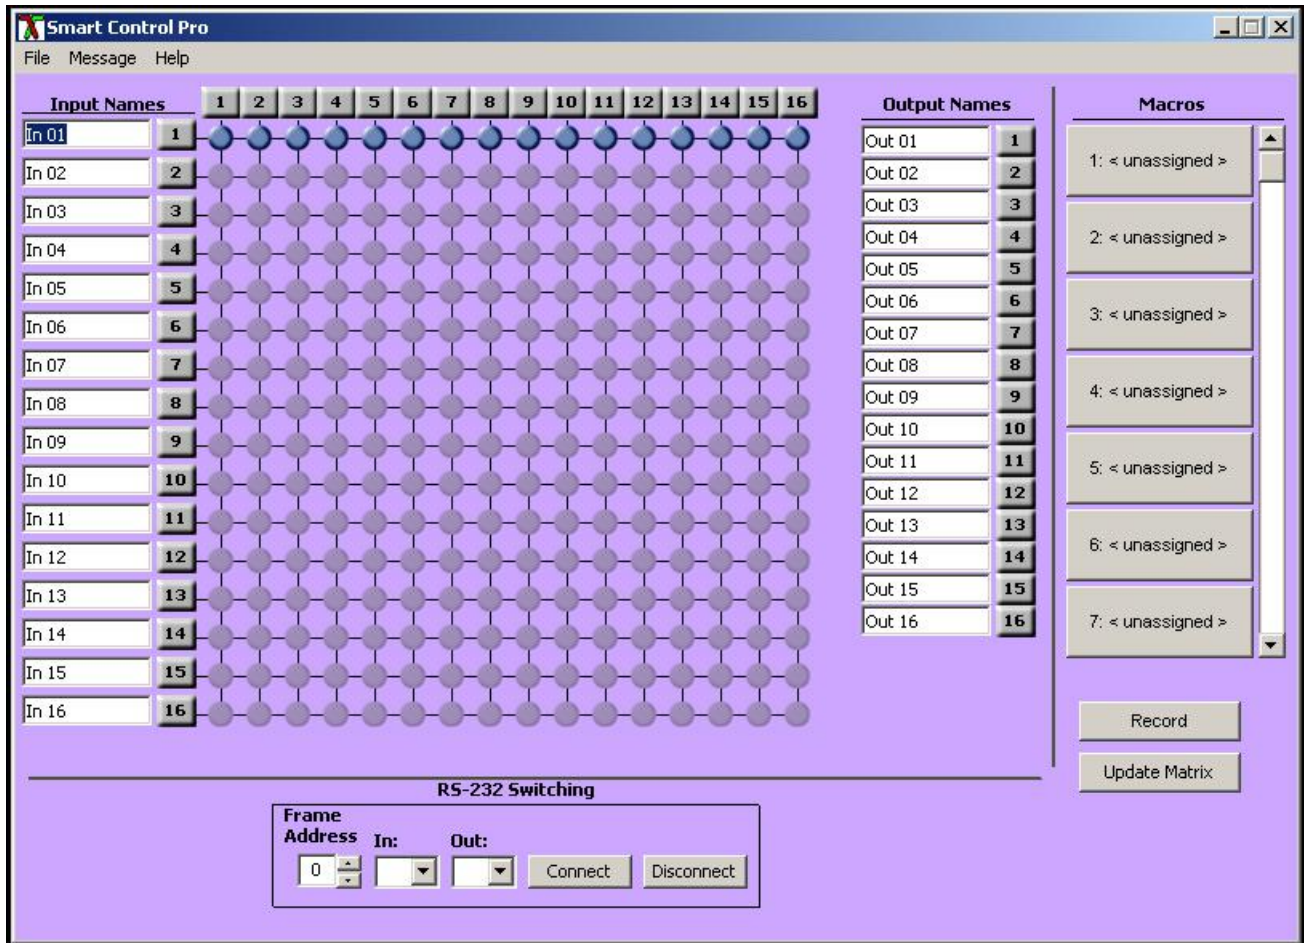 Smart Control Pro
File Message Help
Input Names
1 2 3 4 5 6 7 8 9 10 11 12 13 14 15 16
In 01 1
In 02 2
In 03 3
In 04 4
In 05 5
In 06 6
In 07 7
In 08 8
In 09 9
In 10 10
In 11 11
In 12 12
In 13 13
In 14 14
In 15 15
In 16 16
Output Names
Out 01 1
Out 02 2
Out 03 3
Out 04 4
Out 05 5
Out 06 6
Out 07 7
Out 08 8
Out 09 9
Out 10 10
Out 11 11
Out 12 12
Out 13 13
Out 14 14
Out 15 15
Out 16 16
Macros
1: < unassigned >
2: < unassigned >
3: < unassigned >
4: < unassigned >
5: < unassigned >
6: < unassigned >
7: < unassigned >
Record
Update Matrix
RS-232 Switching
Frame
Address In: Out:
0 Connect Disconnect